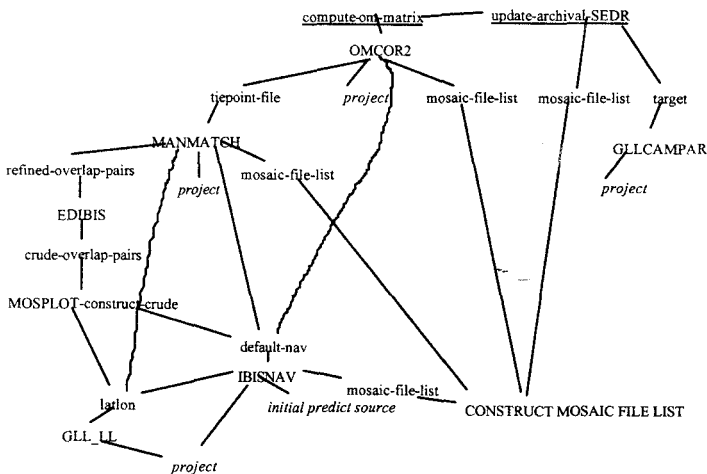 compute-om-matrix
update-archival-SEDR
OMCOR2
tiepoint-file
project
mosaic-file-list
mosaic-file-list
target
MANMATCH
GLLCAMPAR
refined-overlap-pairs
project
mosaic-file-list
project
EDIBIS
crude-overlap-pairs
MOSPLOT-construct-crude
default-nav
IBISNAV
mosaic-file-list
latlon
initial predict source
CONSTRUCT MOSAIC FILE LIST
GLL_LL
project